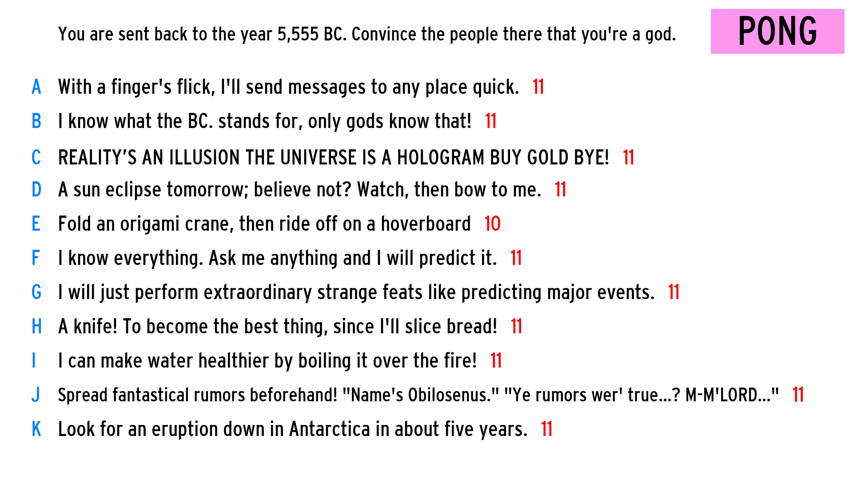 You are sent back to the year 5,555 BC. Convince the people there that you're a god.
PONG
A With a finger's flick, I'll send messages to any place quick. 11
B I know what the BC. stands for, only gods know that! 11
C REALITY’S AN ILLUSION THE UNIVERSE IS A HOLOGRAM BUY GOLD BYE! 11
D A sun eclipse tomorrow; believe not? Watch, then bow to me. 11
E Fold an origami crane, then ride off on a hoverboard 10
F I know everything. Ask me anything and I will predict it. 11
G I will just perform extraordinary strange feats like predicting major events. 11
H A knife! To become the best thing, since I'll slice bread! 11
I I can make water healthier by boiling it over the fire! 11
J Spread fantastical rumors beforehand! "Name's Obilosenus." "Ye rumors wer' true...? M-M'LORD..." 11
K Look for an eruption down in Antarctica in about five years. 11